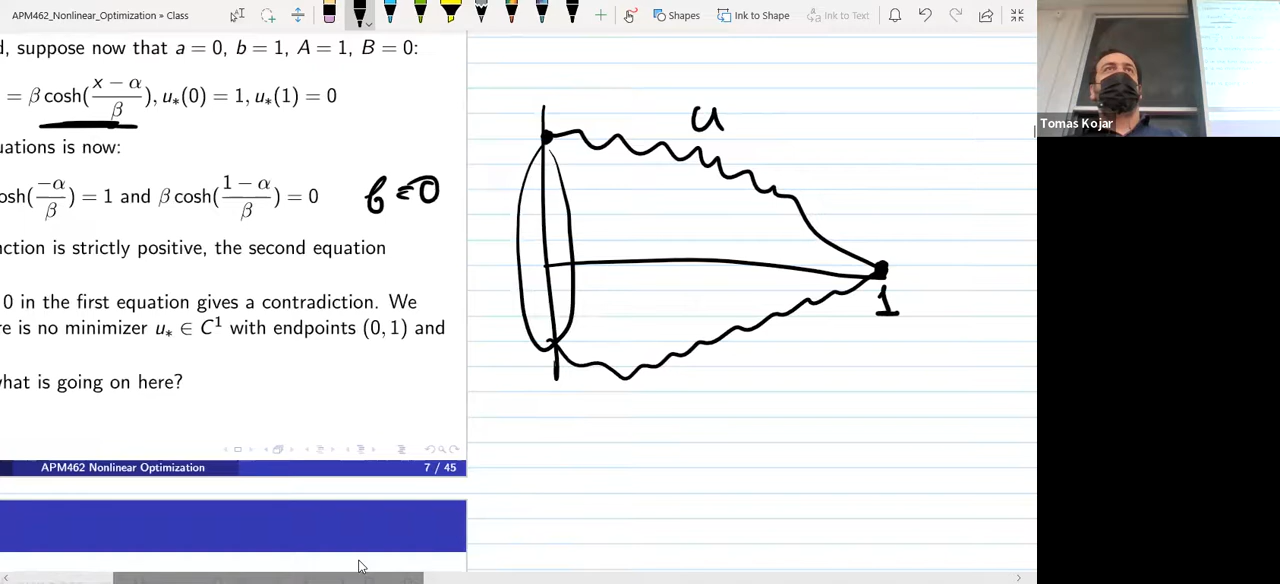 APM462_Nonlinear_Optimization » Class
Shapes
Ink to Shape
Ink to Text
d, suppose now that a = 0, b = 1, A = 1, B = 0:
= β cosh(x − α / β), u∗(0) = 1, u∗(1) = 0
uations is now:
osh(−α / β) = 1 and β cosh(1 − α / β) = 0
nction is strictly positive, the second equation
0 in the first equation gives a contradiction. We
re is no minimizer u∗ ∈ C¹ with endpoints (0, 1) and
what is going on here?
APM462 Nonlinear Optimization
7 / 45
u
1
Tomas Kojar